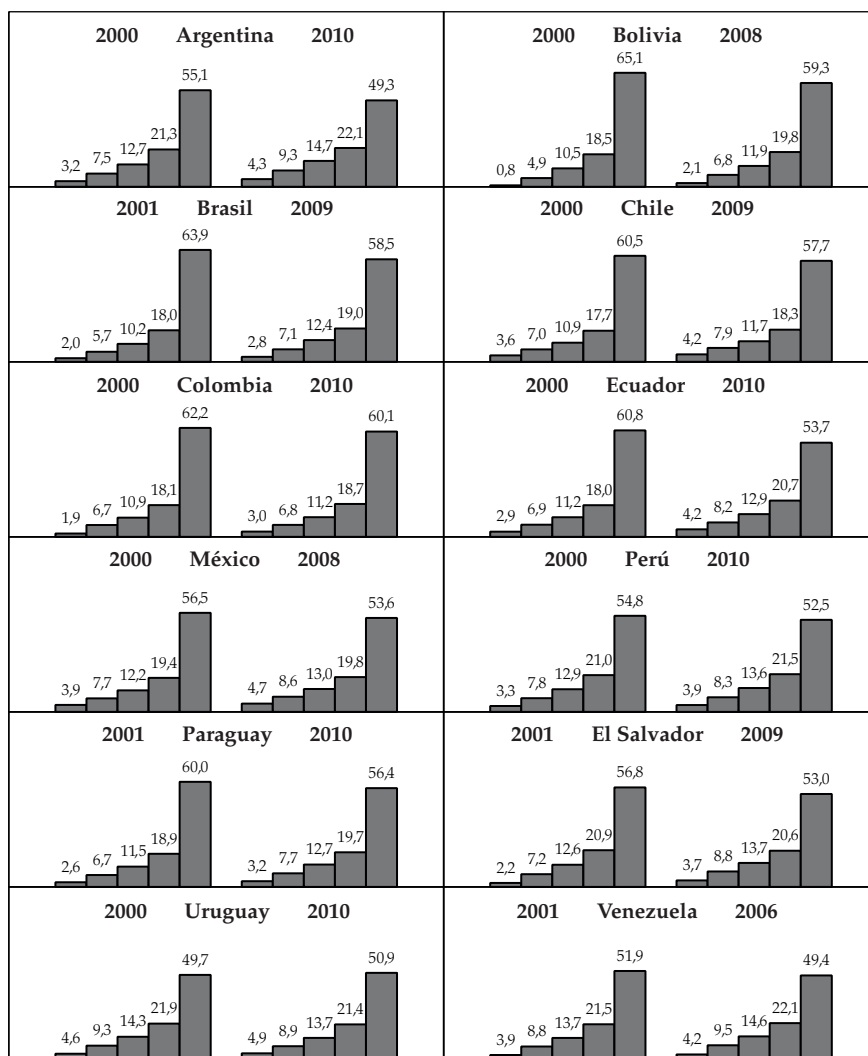 2000 Argentina 2010
3,2 7,5 12,7 21,3 55,1 4,3 9,3 14,7 22,1 49,3
2000 Bolivia 2008
0,8 4,9 10,5 18,5 65,1 2,1 6,8 11,9 19,8 59,3
2001 Brasil 2009
2,0 5,7 10,2 18,0 63,9 2,8 7,1 12,4 19,0 58,5
2000 Chile 2009
3,6 7,0 10,9 17,7 60,5 4,2 7,9 11,7 18,3 57,7
2000 Colombia 2010
1,9 6,7 10,9 18,1 62,2 3,0 6,8 11,2 18,7 60,1
2000 Ecuador 2010
2,9 6,9 11,2 18,0 60,8 4,2 8,2 12,9 20,7 53,7
2000 México 2008
3,9 7,7 12,2 19,4 56,5 4,7 8,6 13,0 19,8 53,6
2000 Perú 2010
3,3 7,8 12,9 21,0 54,8 3,9 8,3 13,6 21,5 52,5
2001 Paraguay 2010
2,6 6,7 11,5 18,9 60,0 3,2 7,7 12,7 19,7 56,4
2001 El Salvador 2009
2,2 7,2 12,6 20,9 56,8 3,7 8,8 13,7 20,6 53,0
2000 Uruguay 2010
4,6 9,3 14,3 21,9 49,7 4,9 8,9 13,7 21,4 50,9
2001 Venezuela 2006
3,9 8,8 13,7 21,5 51,9 4,2 9,5 14,6 22,1 49,4